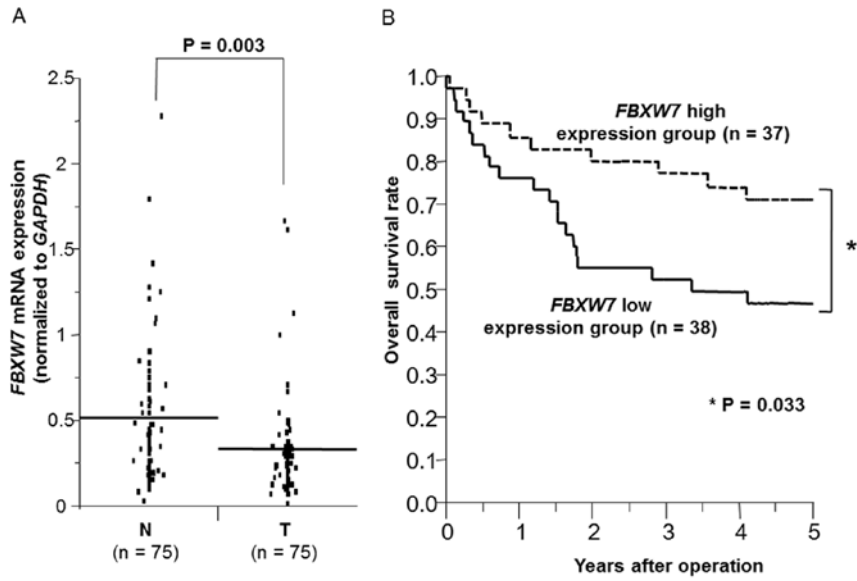 A
P = 0.003
FBXW7 mRNA expression
(normalized to GAPDH)
2.5
2
1.5
1
0.5
0
N
(n = 75)
T
(n = 75)
B
Overall survival rate
1.0
0.9
0.8
0.7
0.6
0.5
0.4
0.3
0.2
0.1
0.0
FBXW7 high
expression group (n = 37)
FBXW7 low
expression group (n = 38)
*
* P = 0.033
0
1
2
3
4
5
Years after operation